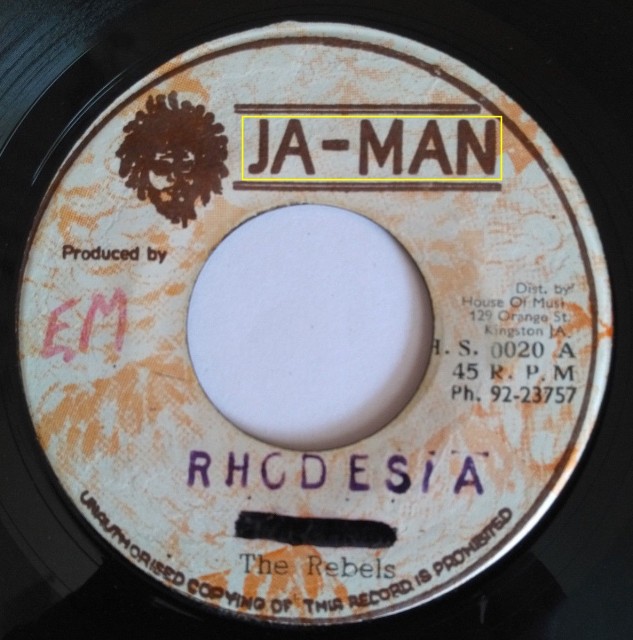 JA-MAN
Produced by
EM
Dist. by
House Of Music
129 Orange St.
Kingston JA.
H. S. 0020 A
45 R. P. M
Ph. 92-23757
RHODESIA
The Rebels
UNAUTHORISED COPYING OF THIS RECORD IS PROHIBITED